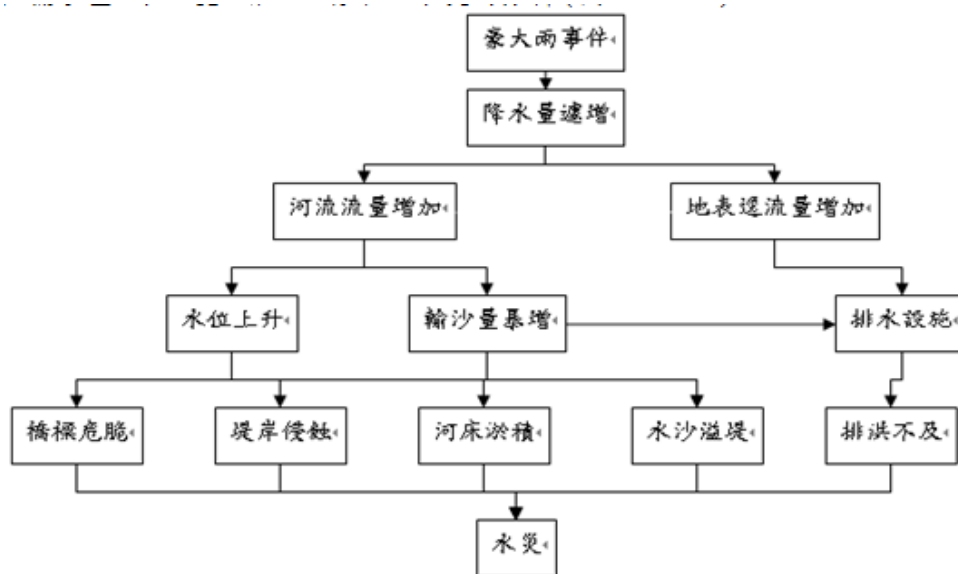 豪大雨事件
降水量遽增
河流流量增加
地表逕流量增加
水位上升
輸沙量暴增
排水設施
橋樑危脆
堤岸侵蝕
河床淤積
水沙溢堤
排洪不及
水災